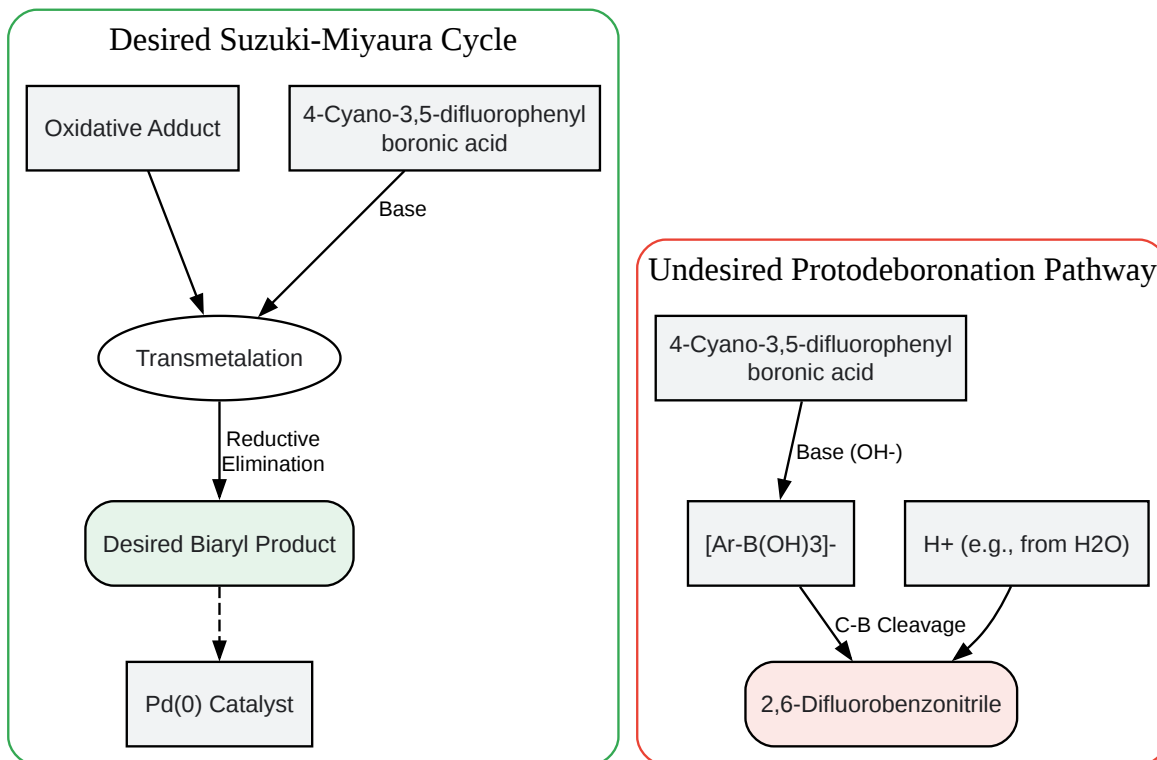 Desired Suzuki-Miyaura Cycle
Oxidative Adduct
4-Cyano-3,5-difluorophenyl
boronic acid
Base
Transmetalation
Reductive
Elimination
Desired Biaryl Product
Pd(0) Catalyst
Undesired Protodeboronation Pathway
4-Cyano-3,5-difluorophenyl
boronic acid
Base (OH-)
[Ar-B(OH)3]-
H+ (e.g., from H2O)
C-B Cleavage
2,6-Difluorobenzonitrile